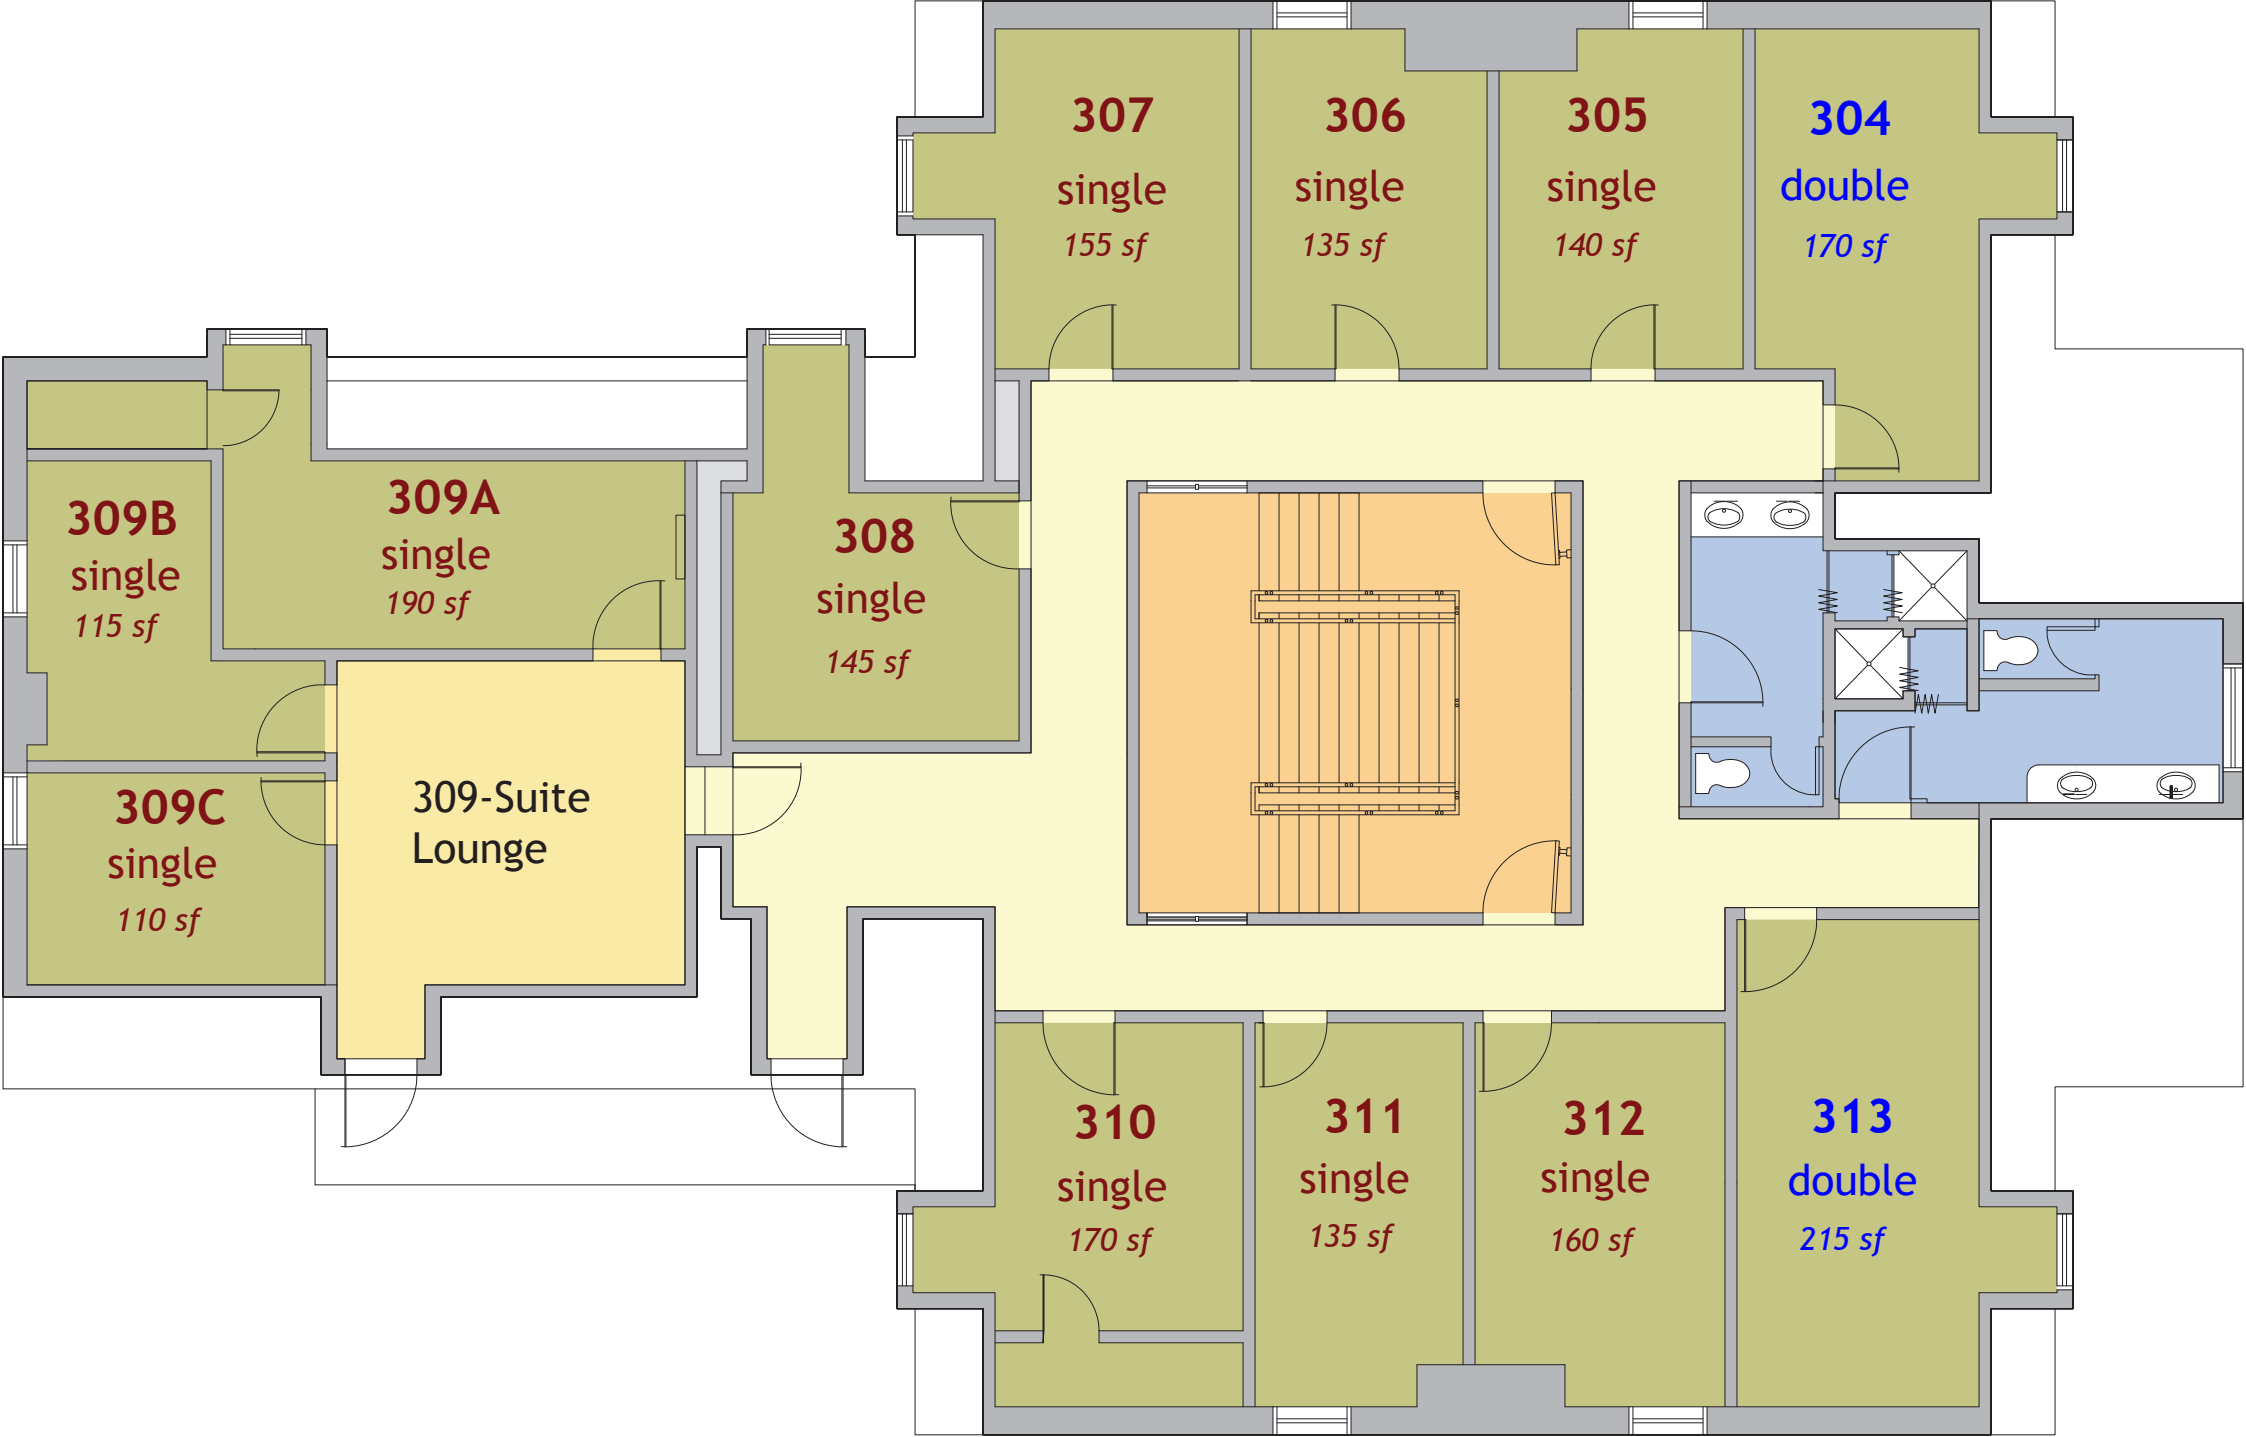 307
single
155 sf
306
single
135 sf
305
single
140 sf
304
double
170 sf
309B
single
115 sf
309A
single
190 sf
308
single
145 sf
309C
single
110 sf
309-Suite
Lounge
310
single
170 sf
311
single
135 sf
312
single
160 sf
313
double
215 sf